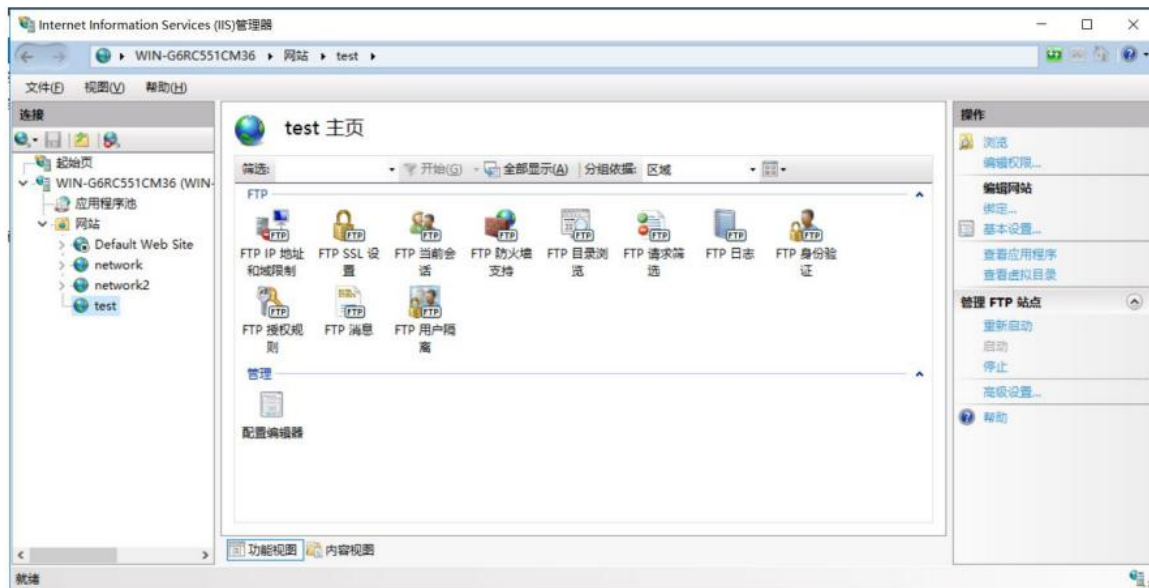 Internet Information Services (IIS)管理器
WIN-G6RC551CM36 网站 test
文件(F) 视图(V) 帮助(H)
连接
起始页
WIN-G6RC551CM36 (WIN-
应用程序池
网站
Default Web Site
network
network2
test
test 主页
筛选: 开始(G) 全部显示(A) 分组依据: 区域
FTP
FTP IP 地址和域限制
FTP SSL 设置
FTP 当前会话
FTP 防火墙支持
FTP 目录浏览
FTP 请求筛选
FTP 日志
FTP 身份验证
FTP 授权规则
FTP 消息
FTP 用户隔离
管理
配置编辑器
功能视图 内容视图
操作
浏览
编辑权限...
编辑网站
绑定...
基本设置...
查看应用程序
查看虚拟目录
管理 FTP 站点
重新启动
启动
停止
高级设置...
帮助
就绪